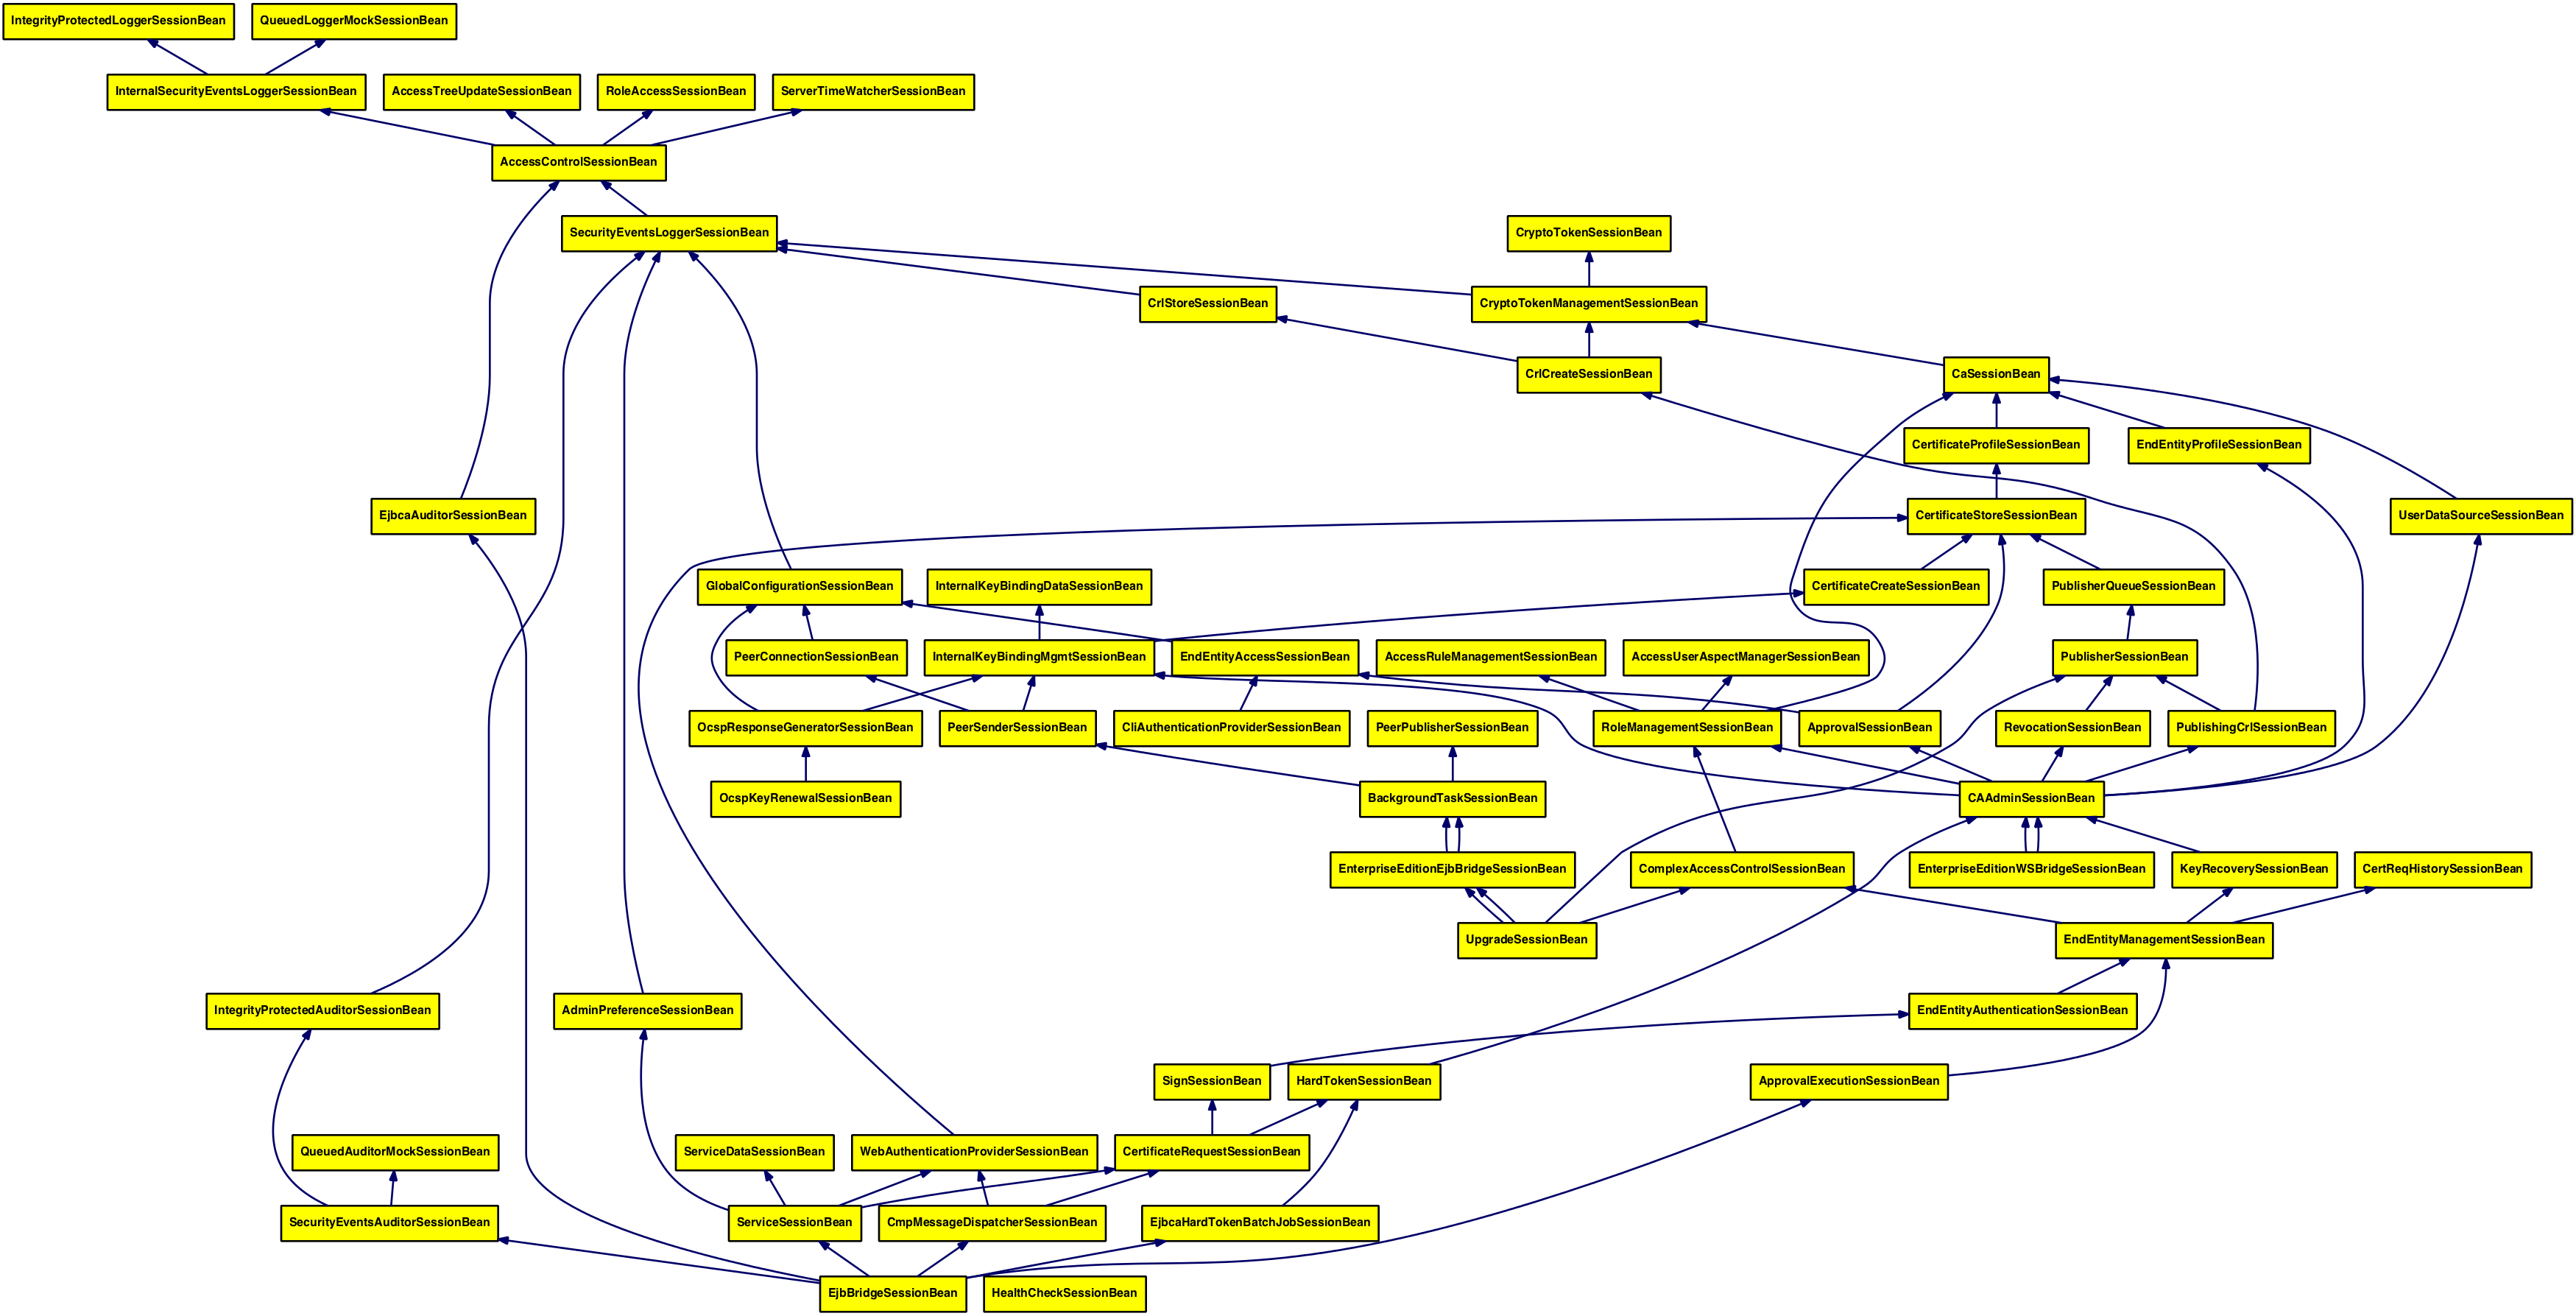 IntegrityProtectedLoggerSessionBean
QueuedLoggerMockSessionBean
InternalSecurityEventsLoggerSessionBean
AccessTreeUpdateSessionBean
RoleAccessSessionBean
ServerTimeWatcherSessionBean
AccessControlSessionBean
SecurityEventsLoggerSessionBean
CryptoTokenSessionBean
CrlStoreSessionBean
CryptoTokenManagementSessionBean
CrlCreateSessionBean
CaSessionBean
CertificateProfileSessionBean
EndEntityProfileSessionBean
EjbcaAuditorSessionBean
CertificateStoreSessionBean
UserDataSourceSessionBean
GlobalConfigurationSessionBean
InternalKeyBindingDataSessionBean
CertificateCreateSessionBean
PublisherQueueSessionBean
PeerConnectionSessionBean
InternalKeyBindingMgmtSessionBean
EndEntityAccessSessionBean
AccessRuleManagementSessionBean
AccessUserAspectManagerSessionBean
PublisherSessionBean
OcspResponseGeneratorSessionBean
PeerSenderSessionBean
CliAuthenticationProviderSessionBean
PeerPublisherSessionBean
RoleManagementSessionBean
ApprovalSessionBean
RevocationSessionBean
PublishingCrlSessionBean
OcspKeyRenewalSessionBean
BackgroundTaskSessionBean
CAAdminSessionBean
EnterpriseEditionEjbBridgeSessionBean
ComplexAccessControlSessionBean
EnterpriseEditionWSBridgeSessionBean
KeyRecoverySessionBean
CertReqHistorySessionBean
UpgradeSessionBean
EndEntityManagementSessionBean
IntegrityProtectedAuditorSessionBean
AdminPreferenceSessionBean
EndEntityAuthenticationSessionBean
SignSessionBean
HardTokenSessionBean
ApprovalExecutionSessionBean
QueuedAuditorMockSessionBean
ServiceDataSessionBean
WebAuthenticationProviderSessionBean
CertificateRequestSessionBean
SecurityEventsAuditorSessionBean
ServiceSessionBean
CmpMessageDispatcherSessionBean
EjbcaHardTokenBatchJobSessionBean
EjbBridgeSessionBean
HealthCheckSessionBean